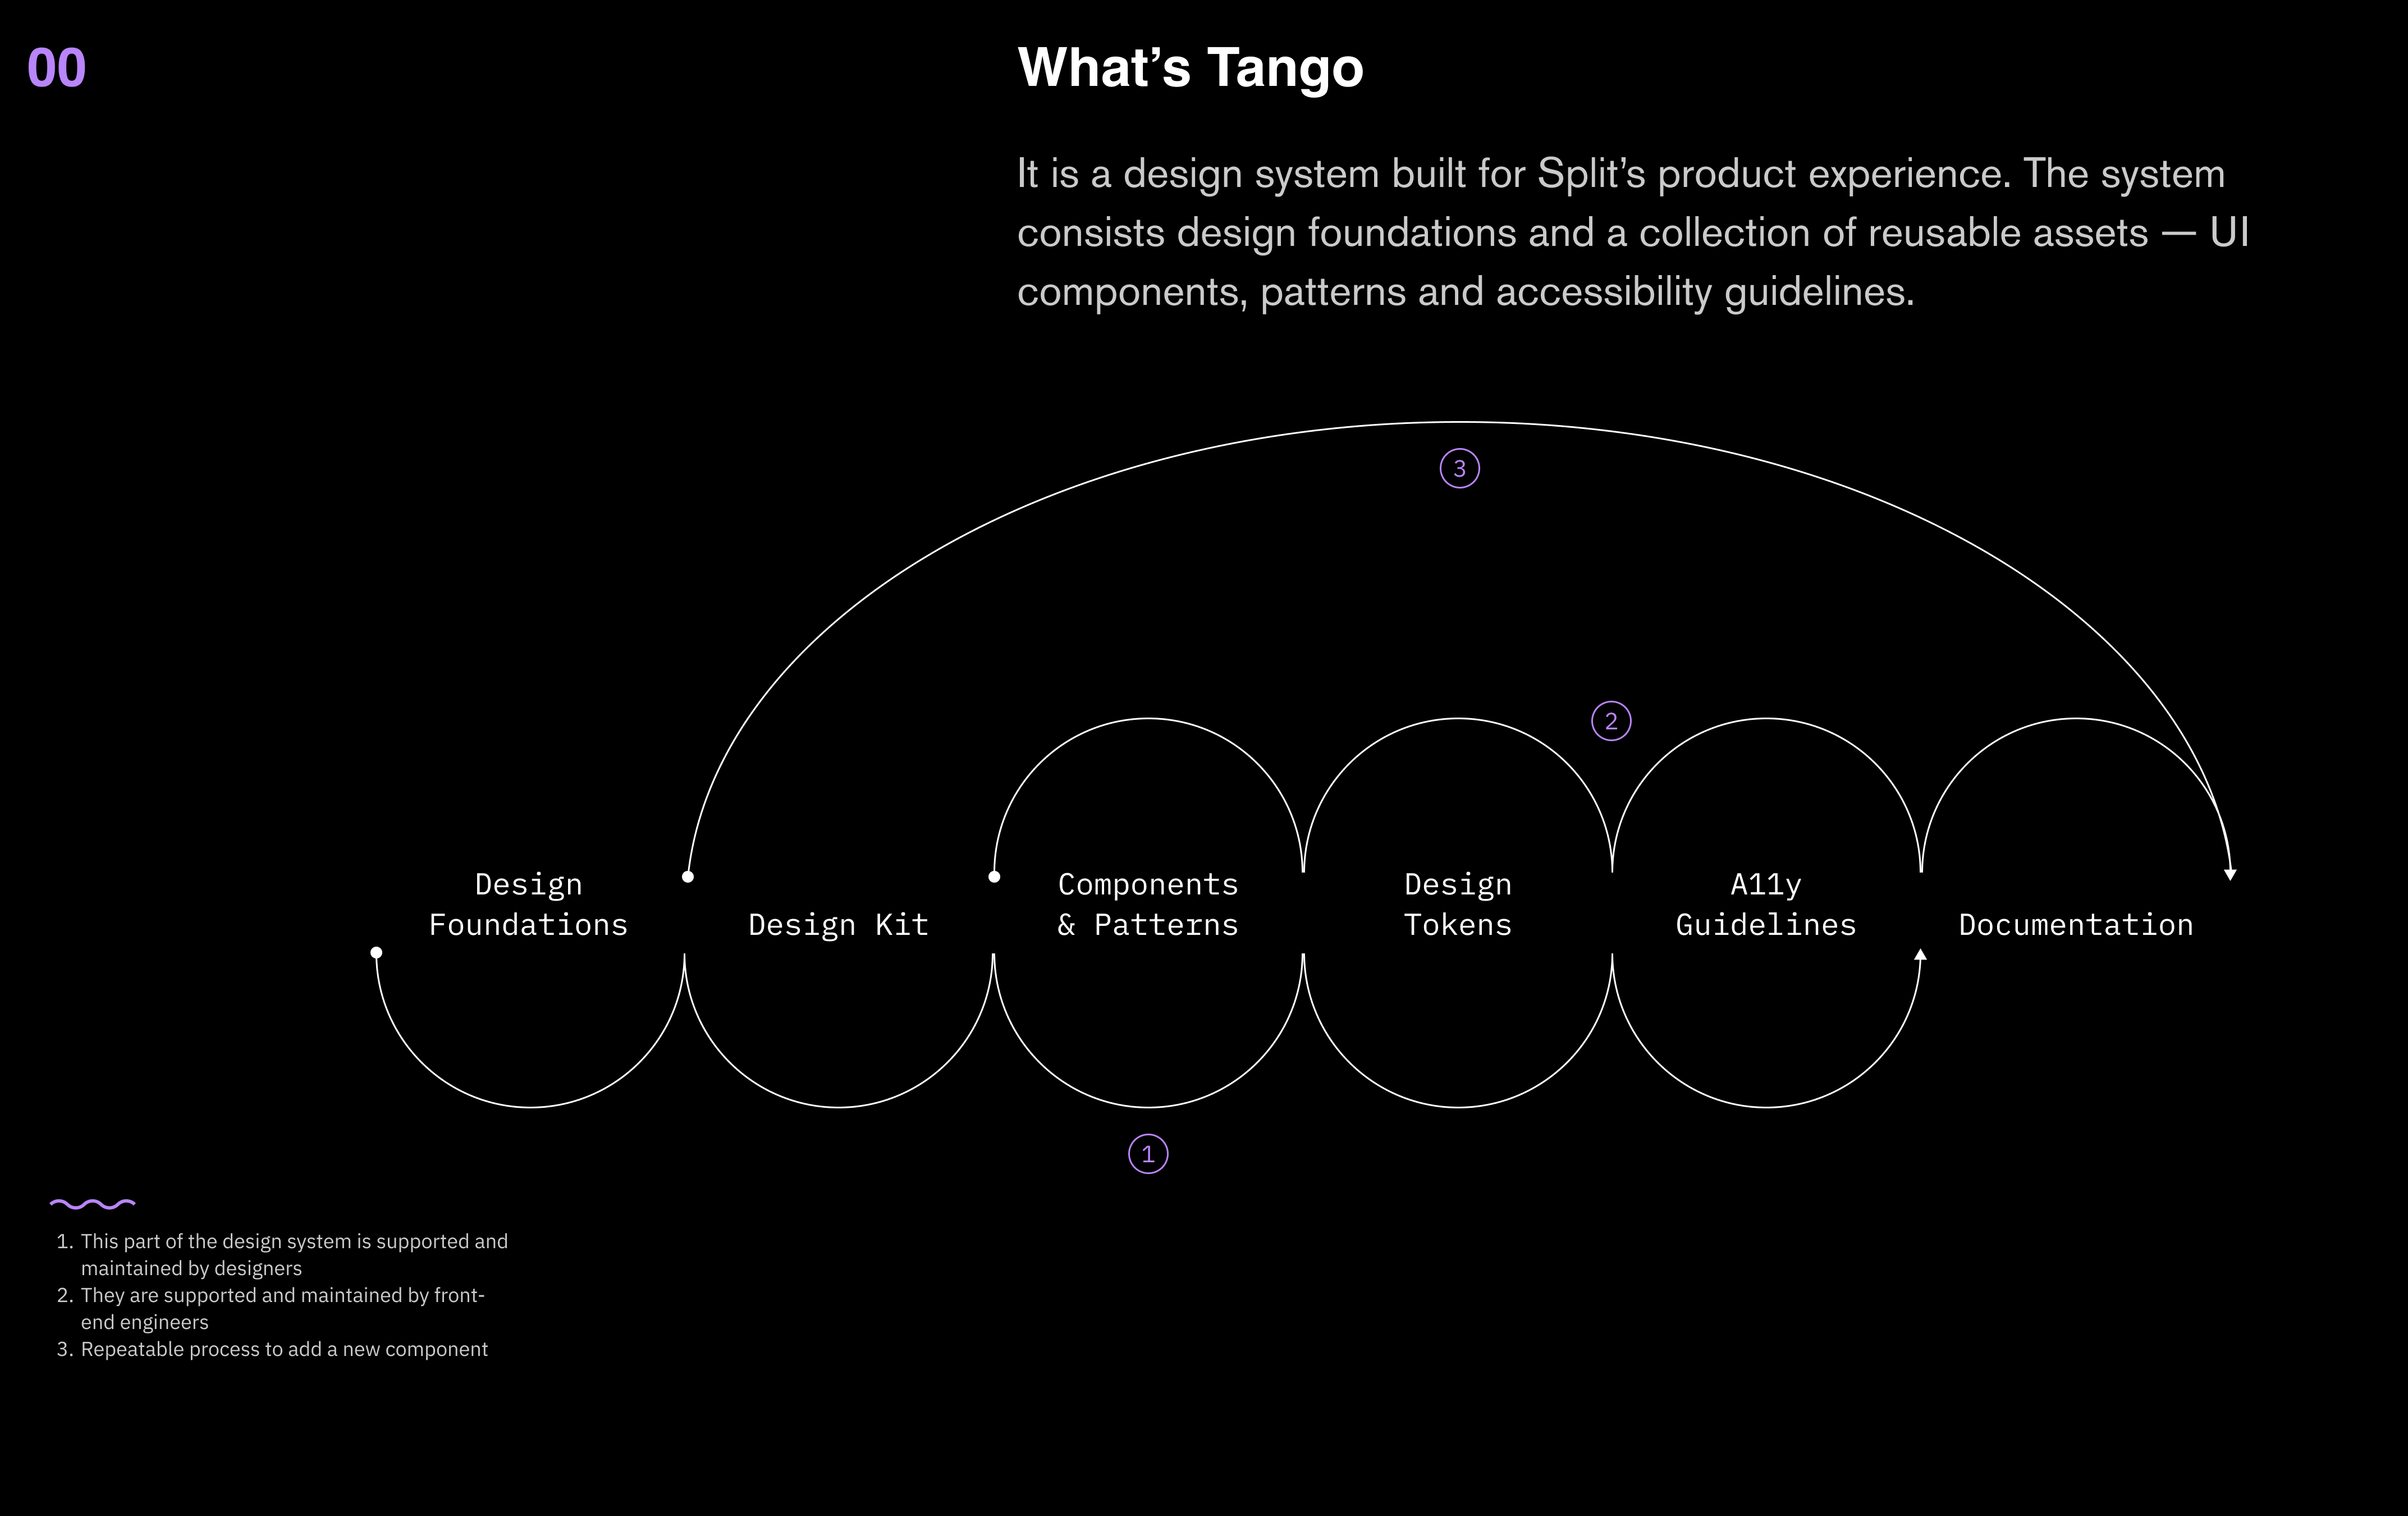 00
What’s Tango
It is a design system built for Split’s product experience. The system
consists design foundations and a collection of reusable assets — UI
components, patterns and accessibility guidelines.
3
2
Design
Foundations
Design Kit
Components
& Patterns
Design
Tokens
A11y
Guidelines
Documentation
1
1. This part of the design system is supported and
maintained by designers
2. They are supported and maintained by front-
end engineers
3. Repeatable process to add a new component